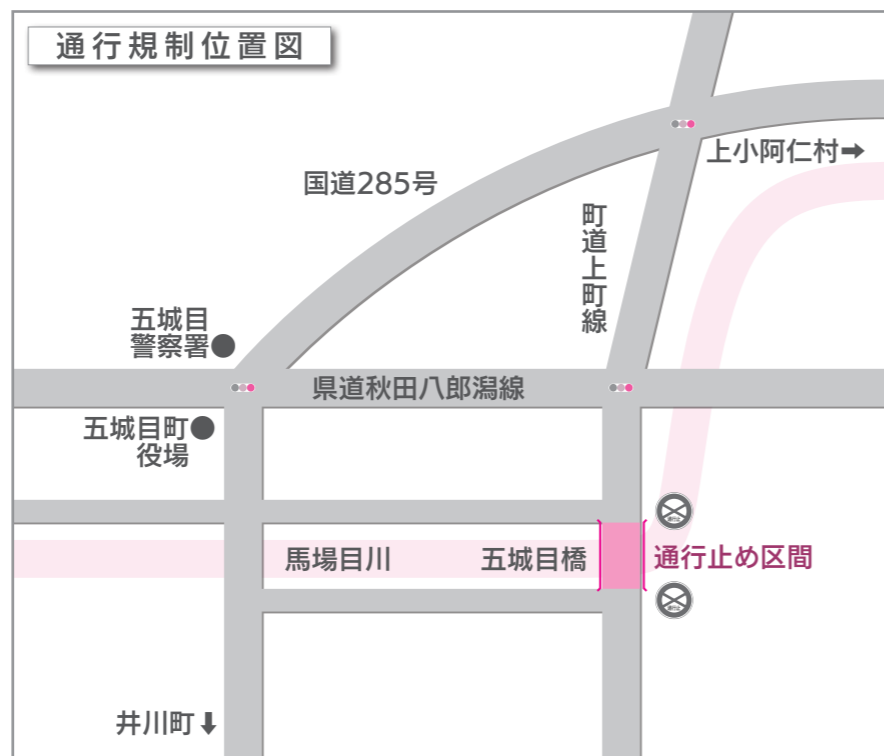 通行規制位置図
上小阿仁村➡
国道285号
町道上町線
五城目
警察署●
県道秋田八郎潟線
五城目町●
役場
馬場目川
五城目橋
通行止め区間
井川町⬇